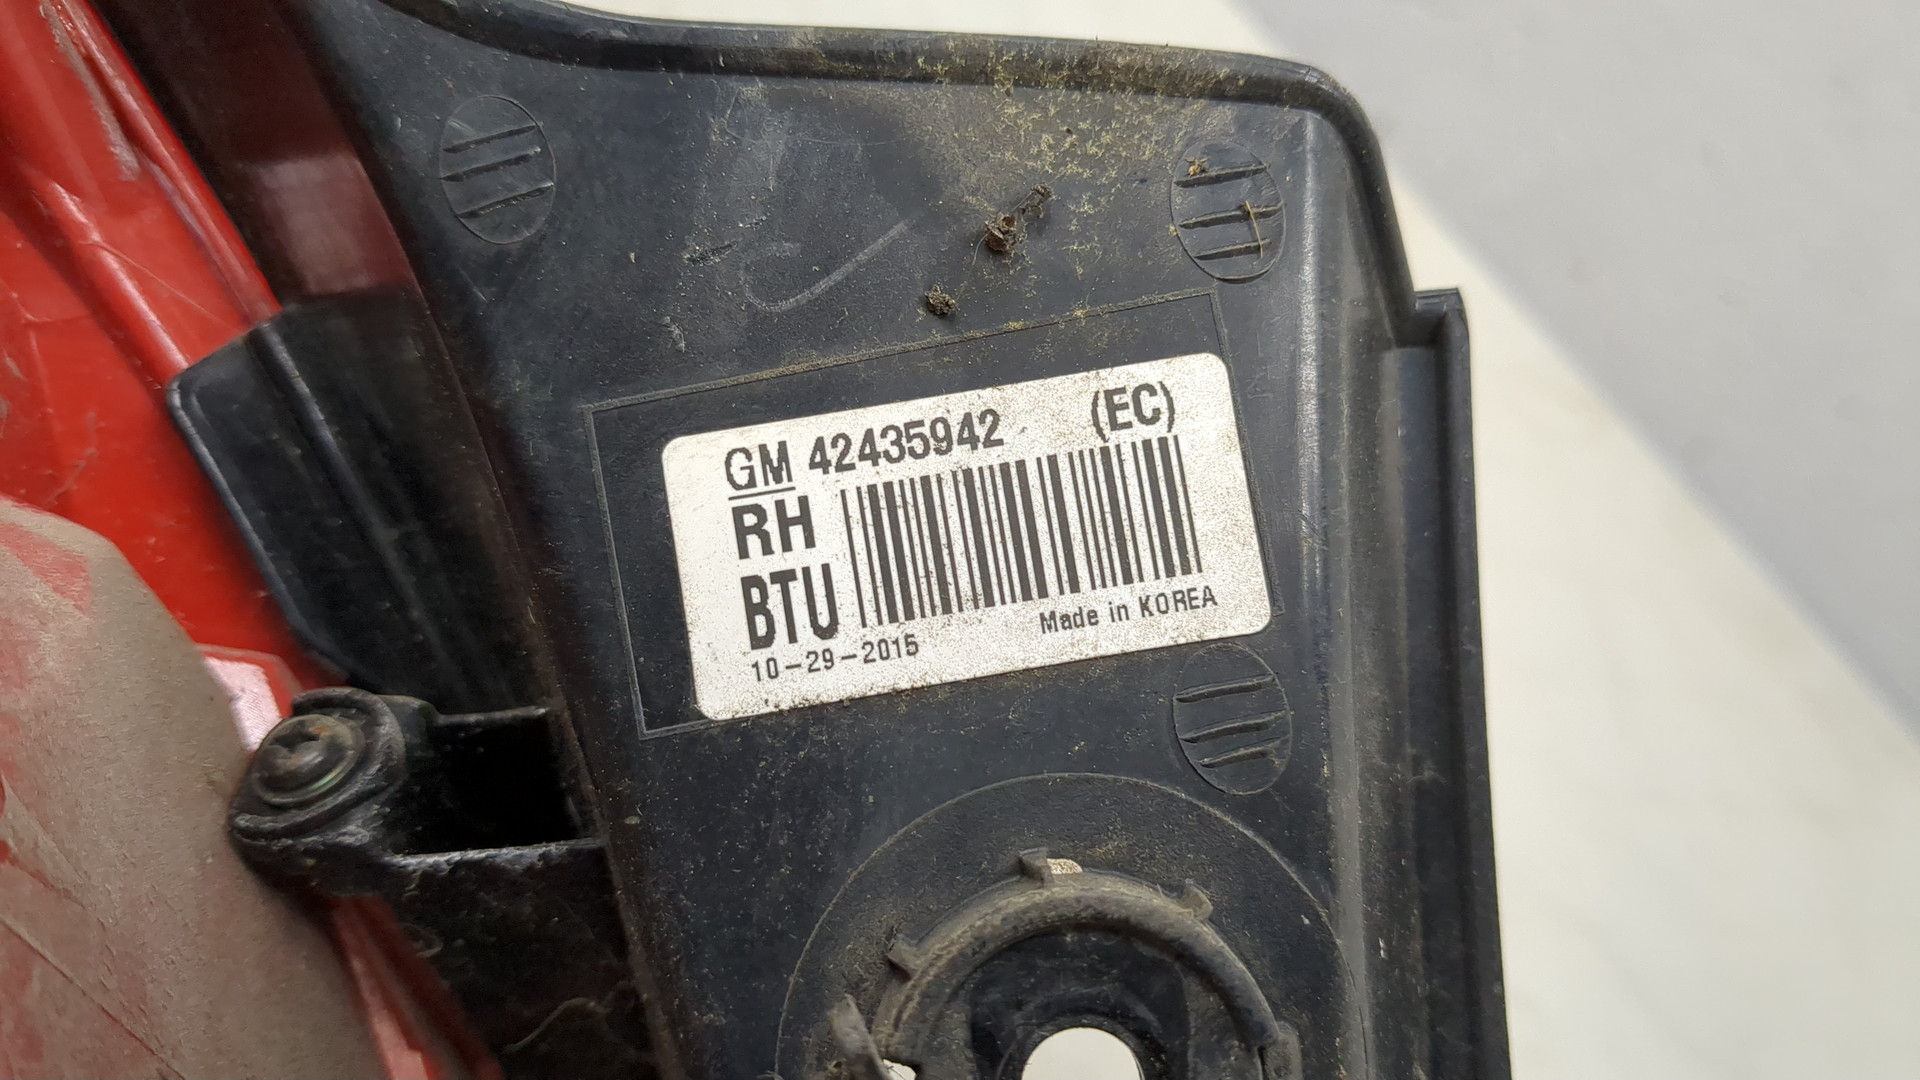 GM 42435942 (EC)
RH
BTU
10-29-2015
Made in KOREA